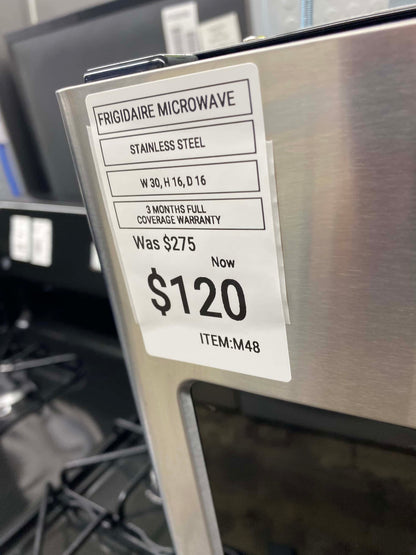 FRIGIDAIRE MICROWAVE
STAINLESS STEEL
W 30, H 16, D 16
3 MONTHS FULL
COVERAGE WARRANTY
Was $275
Now
$120
ITEM:M48